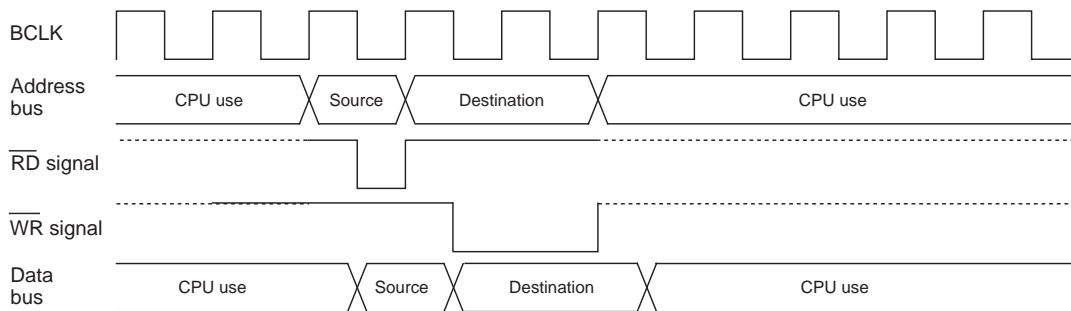 BCLK
Address
bus
CPU use
Source
Destination
CPU use
RD signal
WR signal
Data
bus
CPU use
Source
Destination
CPU use